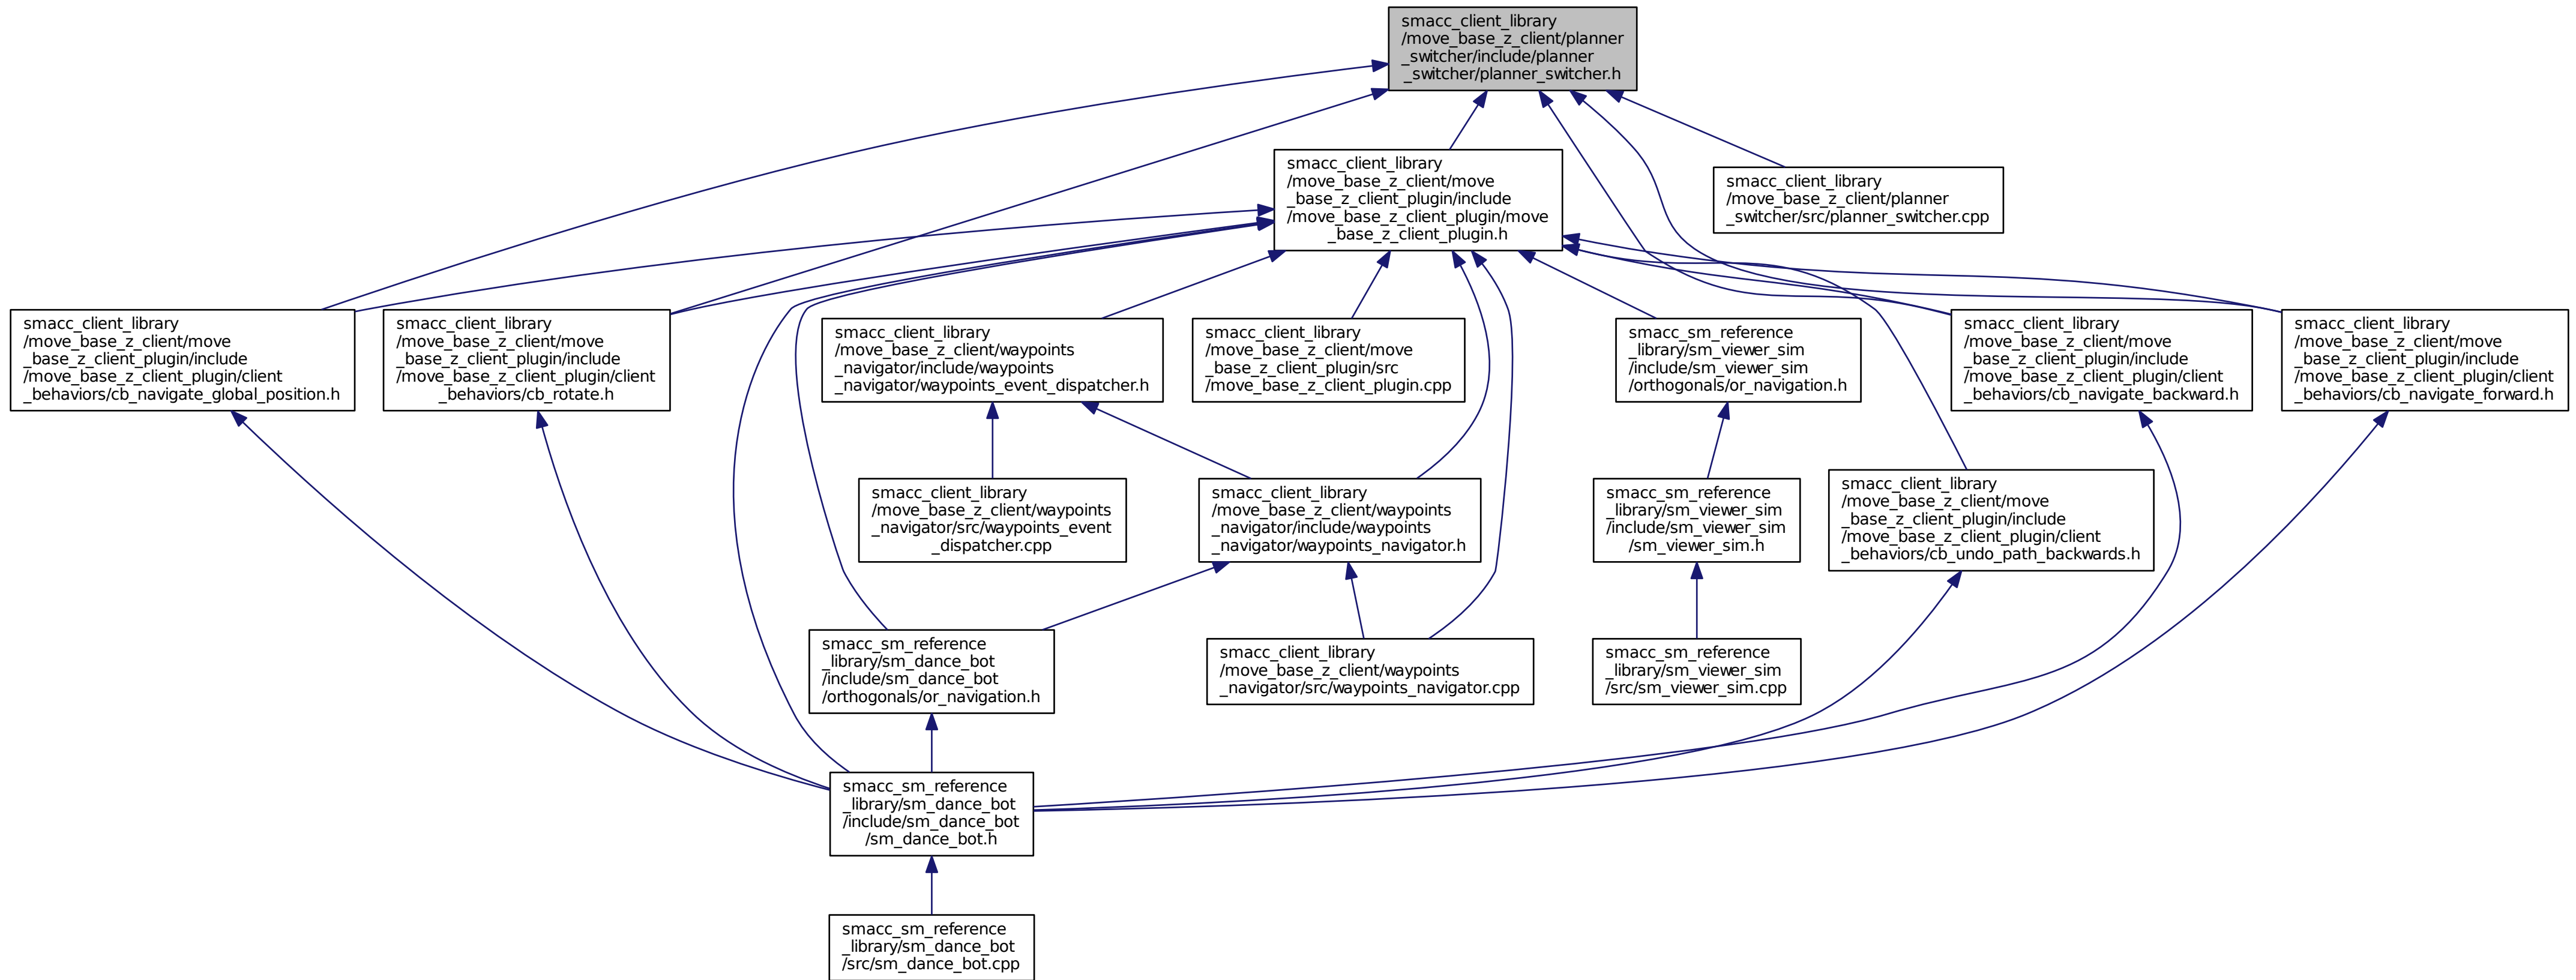 smacc_client_library
/move_base_z_client/planner
_switcher/include/planner
_switcher/planner_switcher.h
smacc_client_library
/move_base_z_client/move
_base_z_client_plugin/include
/move_base_z_client_plugin/move
_base_z_client_plugin.h
smacc_client_library
/move_base_z_client/planner
_switcher/src/planner_switcher.cpp
smacc_client_library
/move_base_z_client/move
_base_z_client_plugin/include
/move_base_z_client_plugin/client
_behaviors/cb_navigate_global_position.h
smacc_client_library
/move_base_z_client/move
_base_z_client_plugin/include
/move_base_z_client_plugin/client
_behaviors/cb_rotate.h
smacc_client_library
/move_base_z_client/waypoints
_navigator/include/waypoints
_navigator/waypoints_event_dispatcher.h
smacc_client_library
/move_base_z_client/move
_base_z_client_plugin/src
/move_base_z_client_plugin.cpp
smacc_sm_reference
_library/sm_viewer_sim
/include/sm_viewer_sim
/orthogonals/or_navigation.h
smacc_client_library
/move_base_z_client/move
_base_z_client_plugin/include
/move_base_z_client_plugin/client
_behaviors/cb_navigate_backward.h
smacc_client_library
/move_base_z_client/move
_base_z_client_plugin/include
/move_base_z_client_plugin/client
_behaviors/cb_navigate_forward.h
smacc_client_library
/move_base_z_client/waypoints
_navigator/src/waypoints_event
_dispatcher.cpp
smacc_client_library
/move_base_z_client/waypoints
_navigator/include/waypoints
_navigator/waypoints_navigator.h
smacc_sm_reference
_library/sm_viewer_sim
/include/sm_viewer_sim
/sm_viewer_sim.h
smacc_client_library
/move_base_z_client/move
_base_z_client_plugin/include
/move_base_z_client_plugin/client
_behaviors/cb_undo_path_backwards.h
smacc_sm_reference
_library/sm_dance_bot
/include/sm_dance_bot
/orthogonals/or_navigation.h
smacc_client_library
/move_base_z_client/waypoints
_navigator/src/waypoints_navigator.cpp
smacc_sm_reference
_library/sm_viewer_sim
/src/sm_viewer_sim.cpp
smacc_sm_reference
_library/sm_dance_bot
/include/sm_dance_bot
/sm_dance_bot.h
smacc_sm_reference
_library/sm_dance_bot
/src/sm_dance_bot.cpp